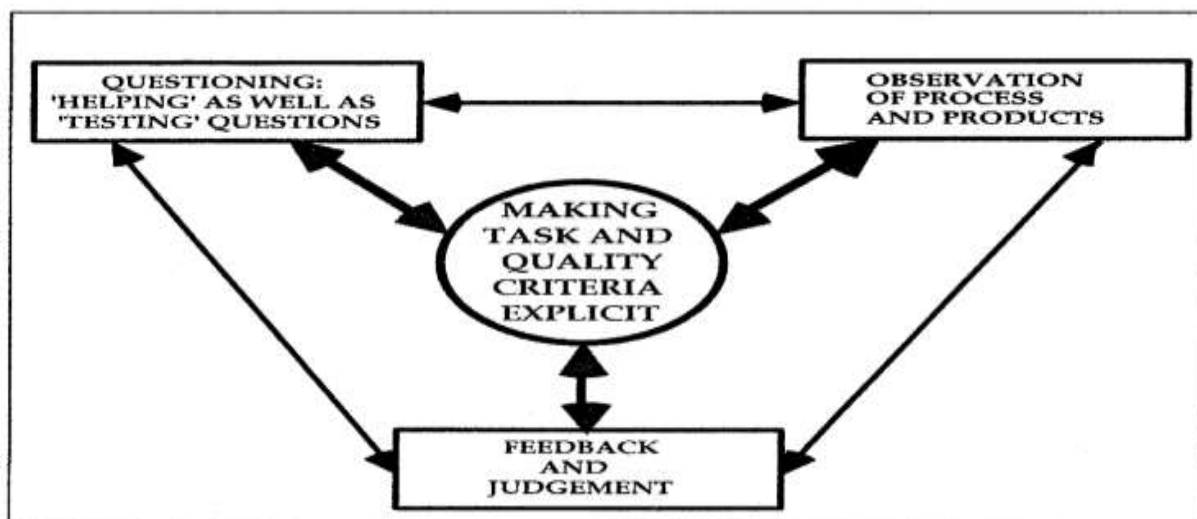 QUESTIONING:
'HELPING' AS WELL AS
'TESTING' QUESTIONS
OBSERVATION
OF PROCESS
AND PRODUCTS
MAKING
TASK AND
QUALITY
CRITERIA
EXPLICIT
FEEDBACK
AND
JUDGEMENT